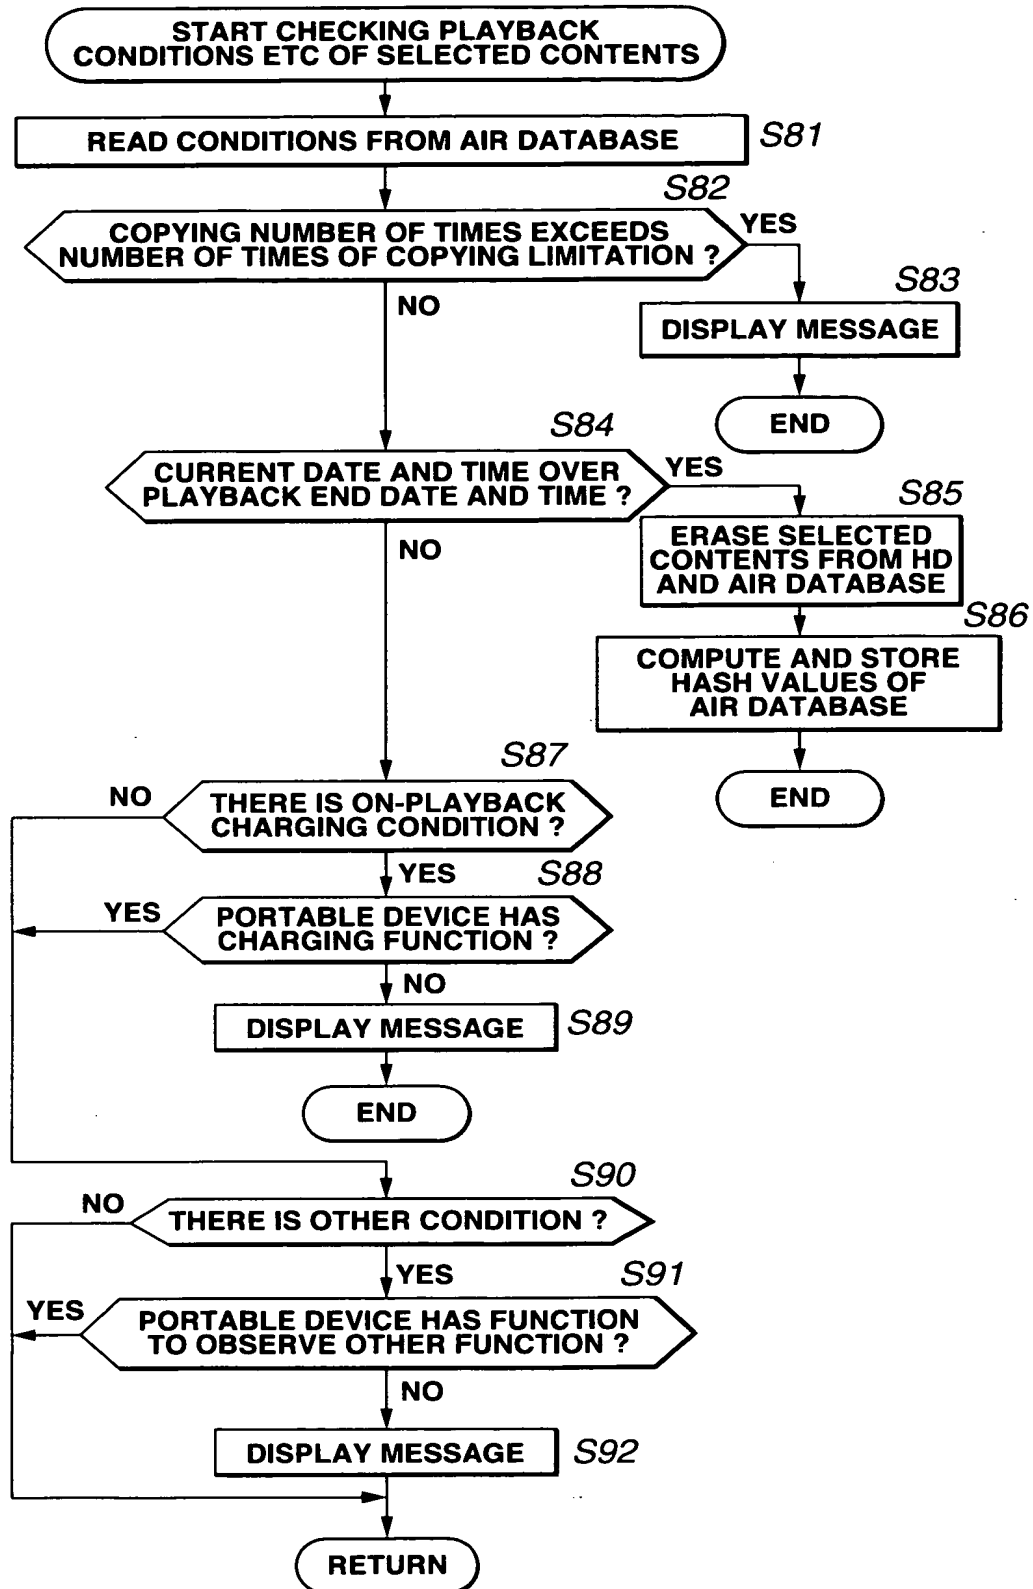 START CHECKING PLAYBACK
CONDITIONS ETC OF SELECTED CONTENTS
READ CONDITIONS FROM AIR DATABASE
S81
S82
COPYING NUMBER OF TIMES EXCEEDS
NUMBER OF TIMES OF COPYING LIMITATION ?
YES
NO
S83
DISPLAY MESSAGE
END
S84
CURRENT DATE AND TIME OVER
PLAYBACK END DATE AND TIME ?
YES
NO
S85
ERASE SELECTED
CONTENTS FROM HD
AND AIR DATABASE
S86
COMPUTE AND STORE
HASH VALUES OF
AIR DATABASE
END
S87
NO
THERE IS ON-PLAYBACK
CHARGING CONDITION ?
YES
S88
YES
PORTABLE DEVICE HAS
CHARGING FUNCTION ?
NO
DISPLAY MESSAGE
S89
END
S90
NO
THERE IS OTHER CONDITION ?
YES
S91
YES
PORTABLE DEVICE HAS FUNCTION
TO OBSERVE OTHER FUNCTION ?
NO
DISPLAY MESSAGE
S92
RETURN